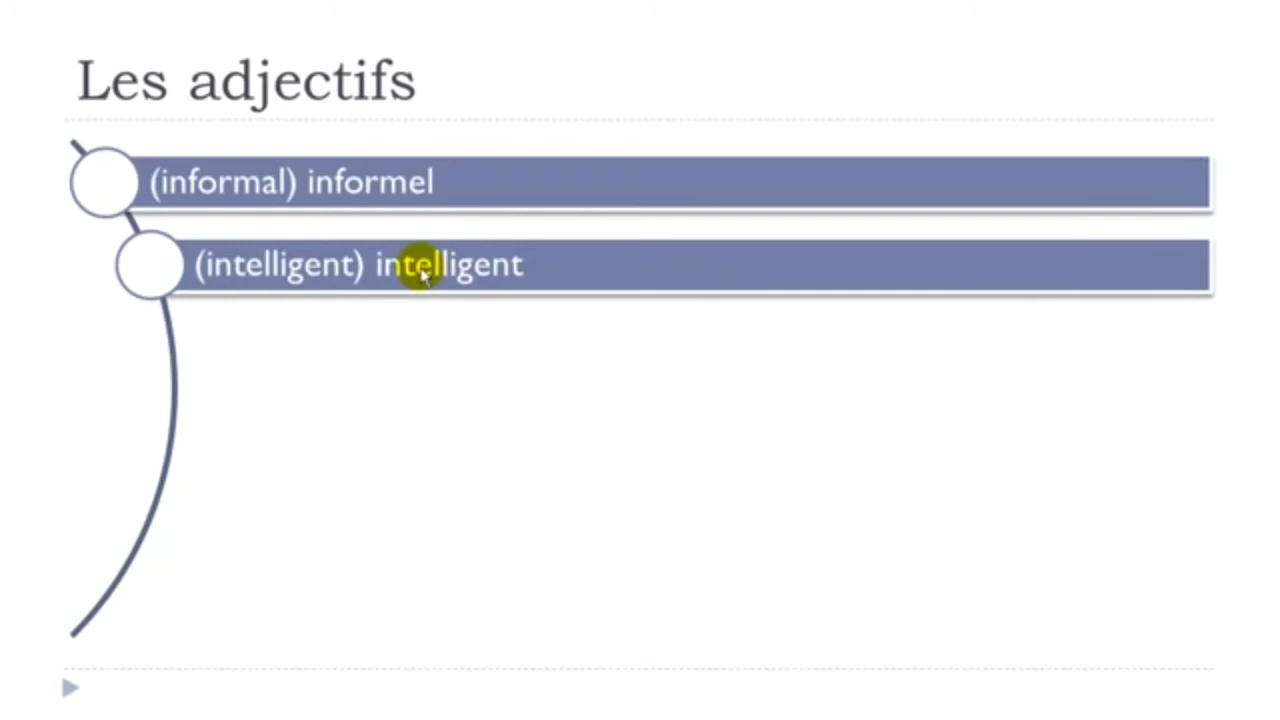 Les adjectifs
(informal) informel
(intelligent) intelligent